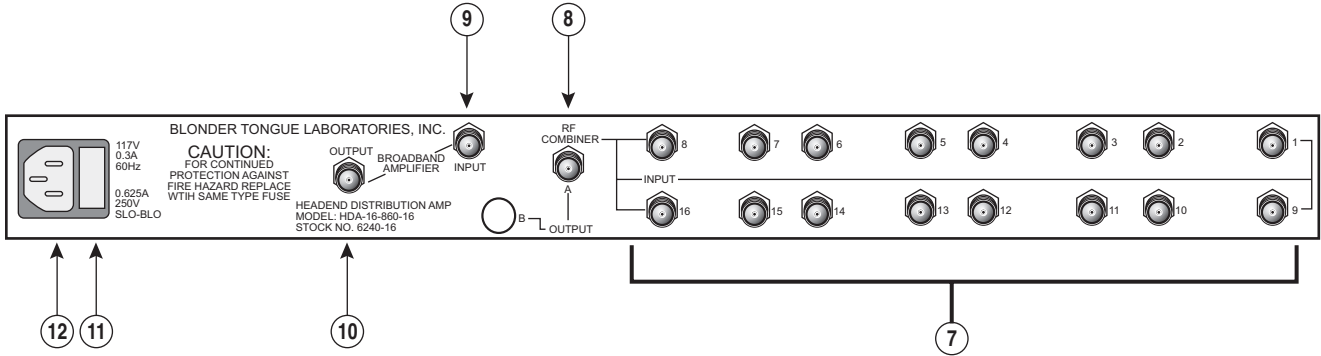 9
8
BLONDER TONGUE LABORATORIES, INC.
117V
0.3A
60Hz
0.625A
250V
SLO-BLO
CAUTION:
FOR CONTINUED
PROTECTION AGAINST
FIRE HAZARD REPLACE
WTIH SAME TYPE FUSE
OUTPUT
BROADBAND
AMPLIFIER
INPUT
HEADEND DISTRIBUTION AMP
MODEL: HDA-16-860-16
STOCK NO. 6240-16
RF
COMBINER
A
B
OUTPUT
8
7
6
5
4
3
2
1
INPUT
16
15
14
13
12
11
10
9
12
11
10
7